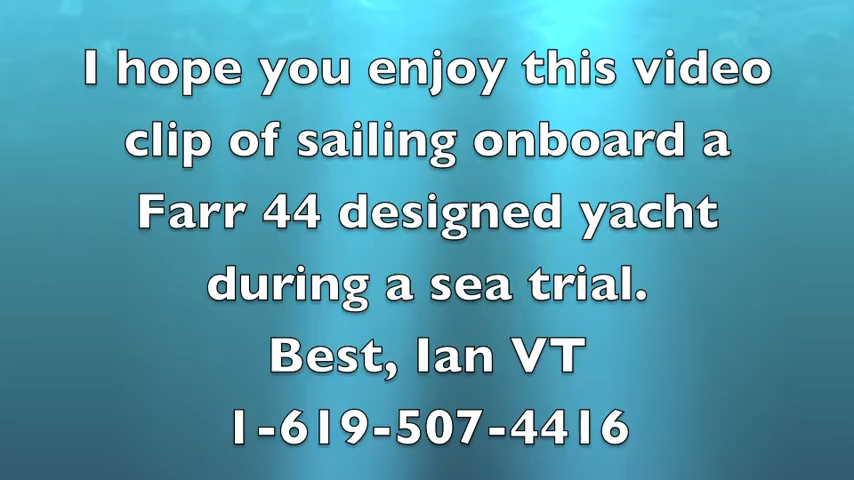 I hope you enjoy this video
clip of sailing onboard a
Farr 44 designed yacht
during a sea trial.
Best, Ian VT
1-619-507-4416